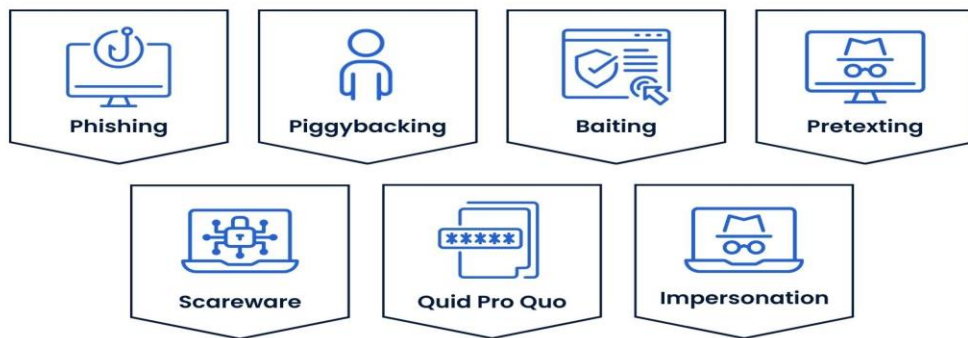 Phishing
Piggybacking
Baiting
Pretexting
*****
Scareware
Quid Pro Quo
Impersonation